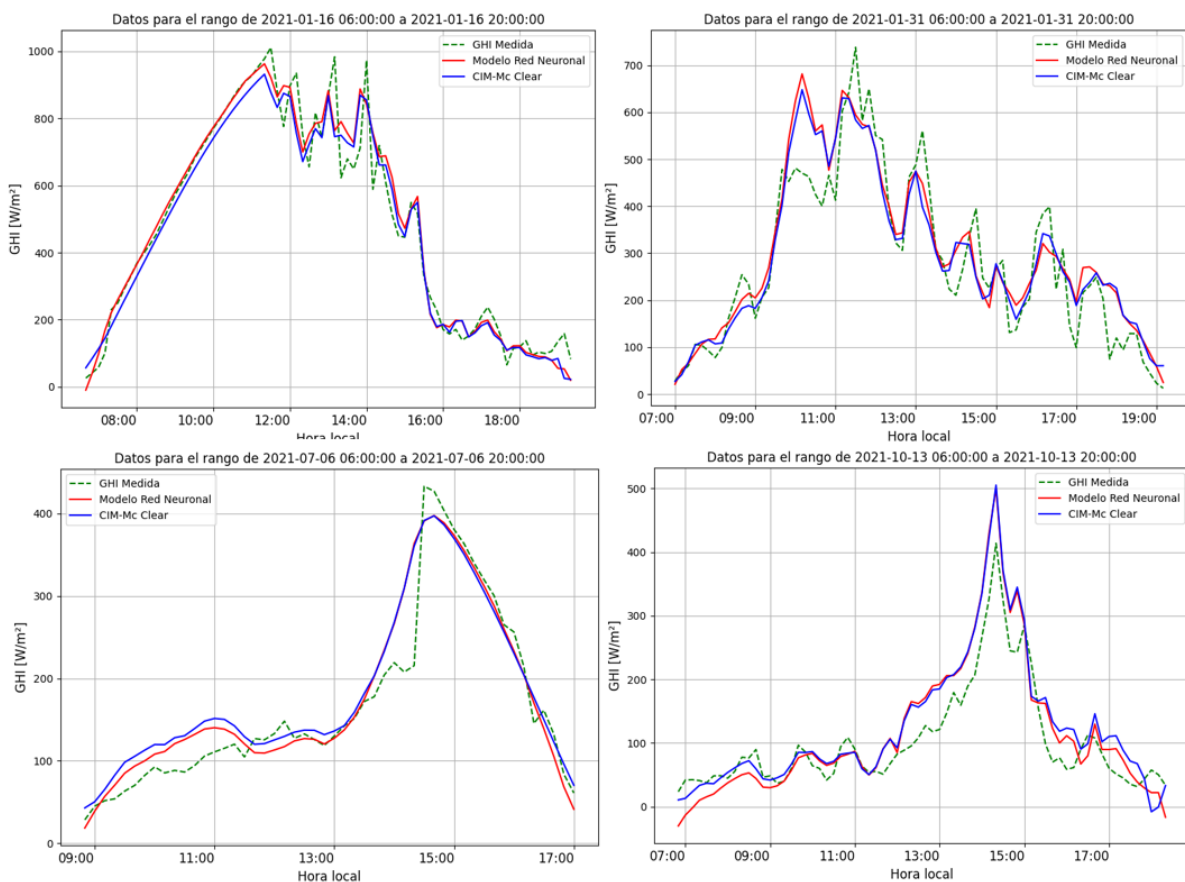 Datos para el rango de 2021-01-16 06:00:00 a 2021-01-16 20:00:00
GHI Medida
Modelo Red Neuronal
CIM-Mc Clear
GHI [W/m²]
1000
800
600
400
200
0
08:00 10:00 12:00 14:00 16:00 18:00
Hora local
Datos para el rango de 2021-01-31 06:00:00 a 2021-01-31 20:00:00
GHI Medida
Modelo Red Neuronal
CIM-Mc Clear
GHI [W/m²]
700
600
500
400
300
200
100
0
07:00 09:00 11:00 13:00 15:00 17:00 19:00
Hora local
Datos para el rango de 2021-07-06 06:00:00 a 2021-07-06 20:00:00
GHI Medida
Modelo Red Neuronal
CIM-Mc Clear
GHI [W/m²]
400
300
200
100
0
09:00 11:00 13:00 15:00 17:00
Hora local
Datos para el rango de 2021-10-13 06:00:00 a 2021-10-13 20:00:00
GHI Medida
Modelo Red Neuronal
CIM-Mc Clear
GHI [W/m²]
500
400
300
200
100
0
07:00 09:00 11:00 13:00 15:00 17:00
Hora local